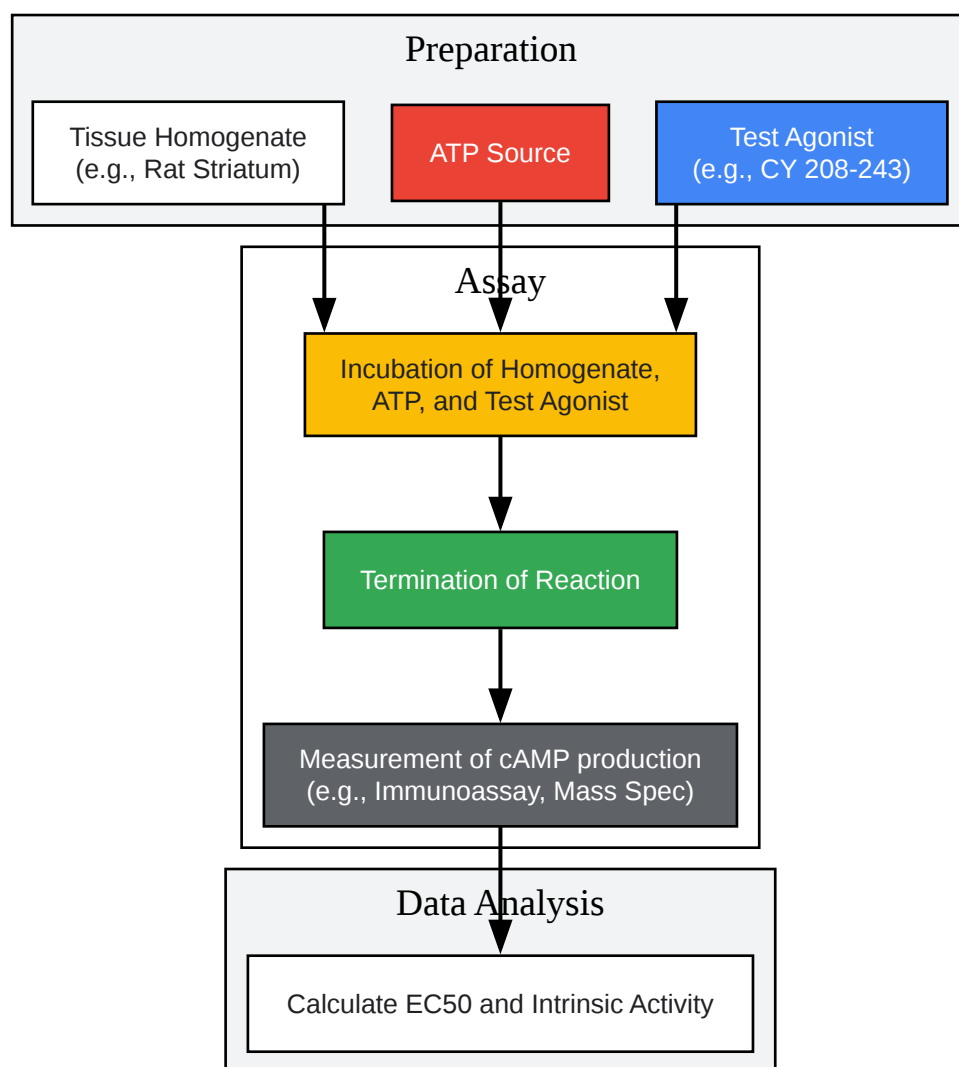 Preparation
Tissue Homogenate
(e.g., Rat Striatum)
ATP Source
Test Agonist
(e.g., CY 208-243)
Assay
Incubation of Homogenate,
ATP, and Test Agonist
Termination of Reaction
Measurement of cAMP production
(e.g., Immunoassay, Mass Spec)
Data Analysis
Calculate EC50 and Intrinsic Activity